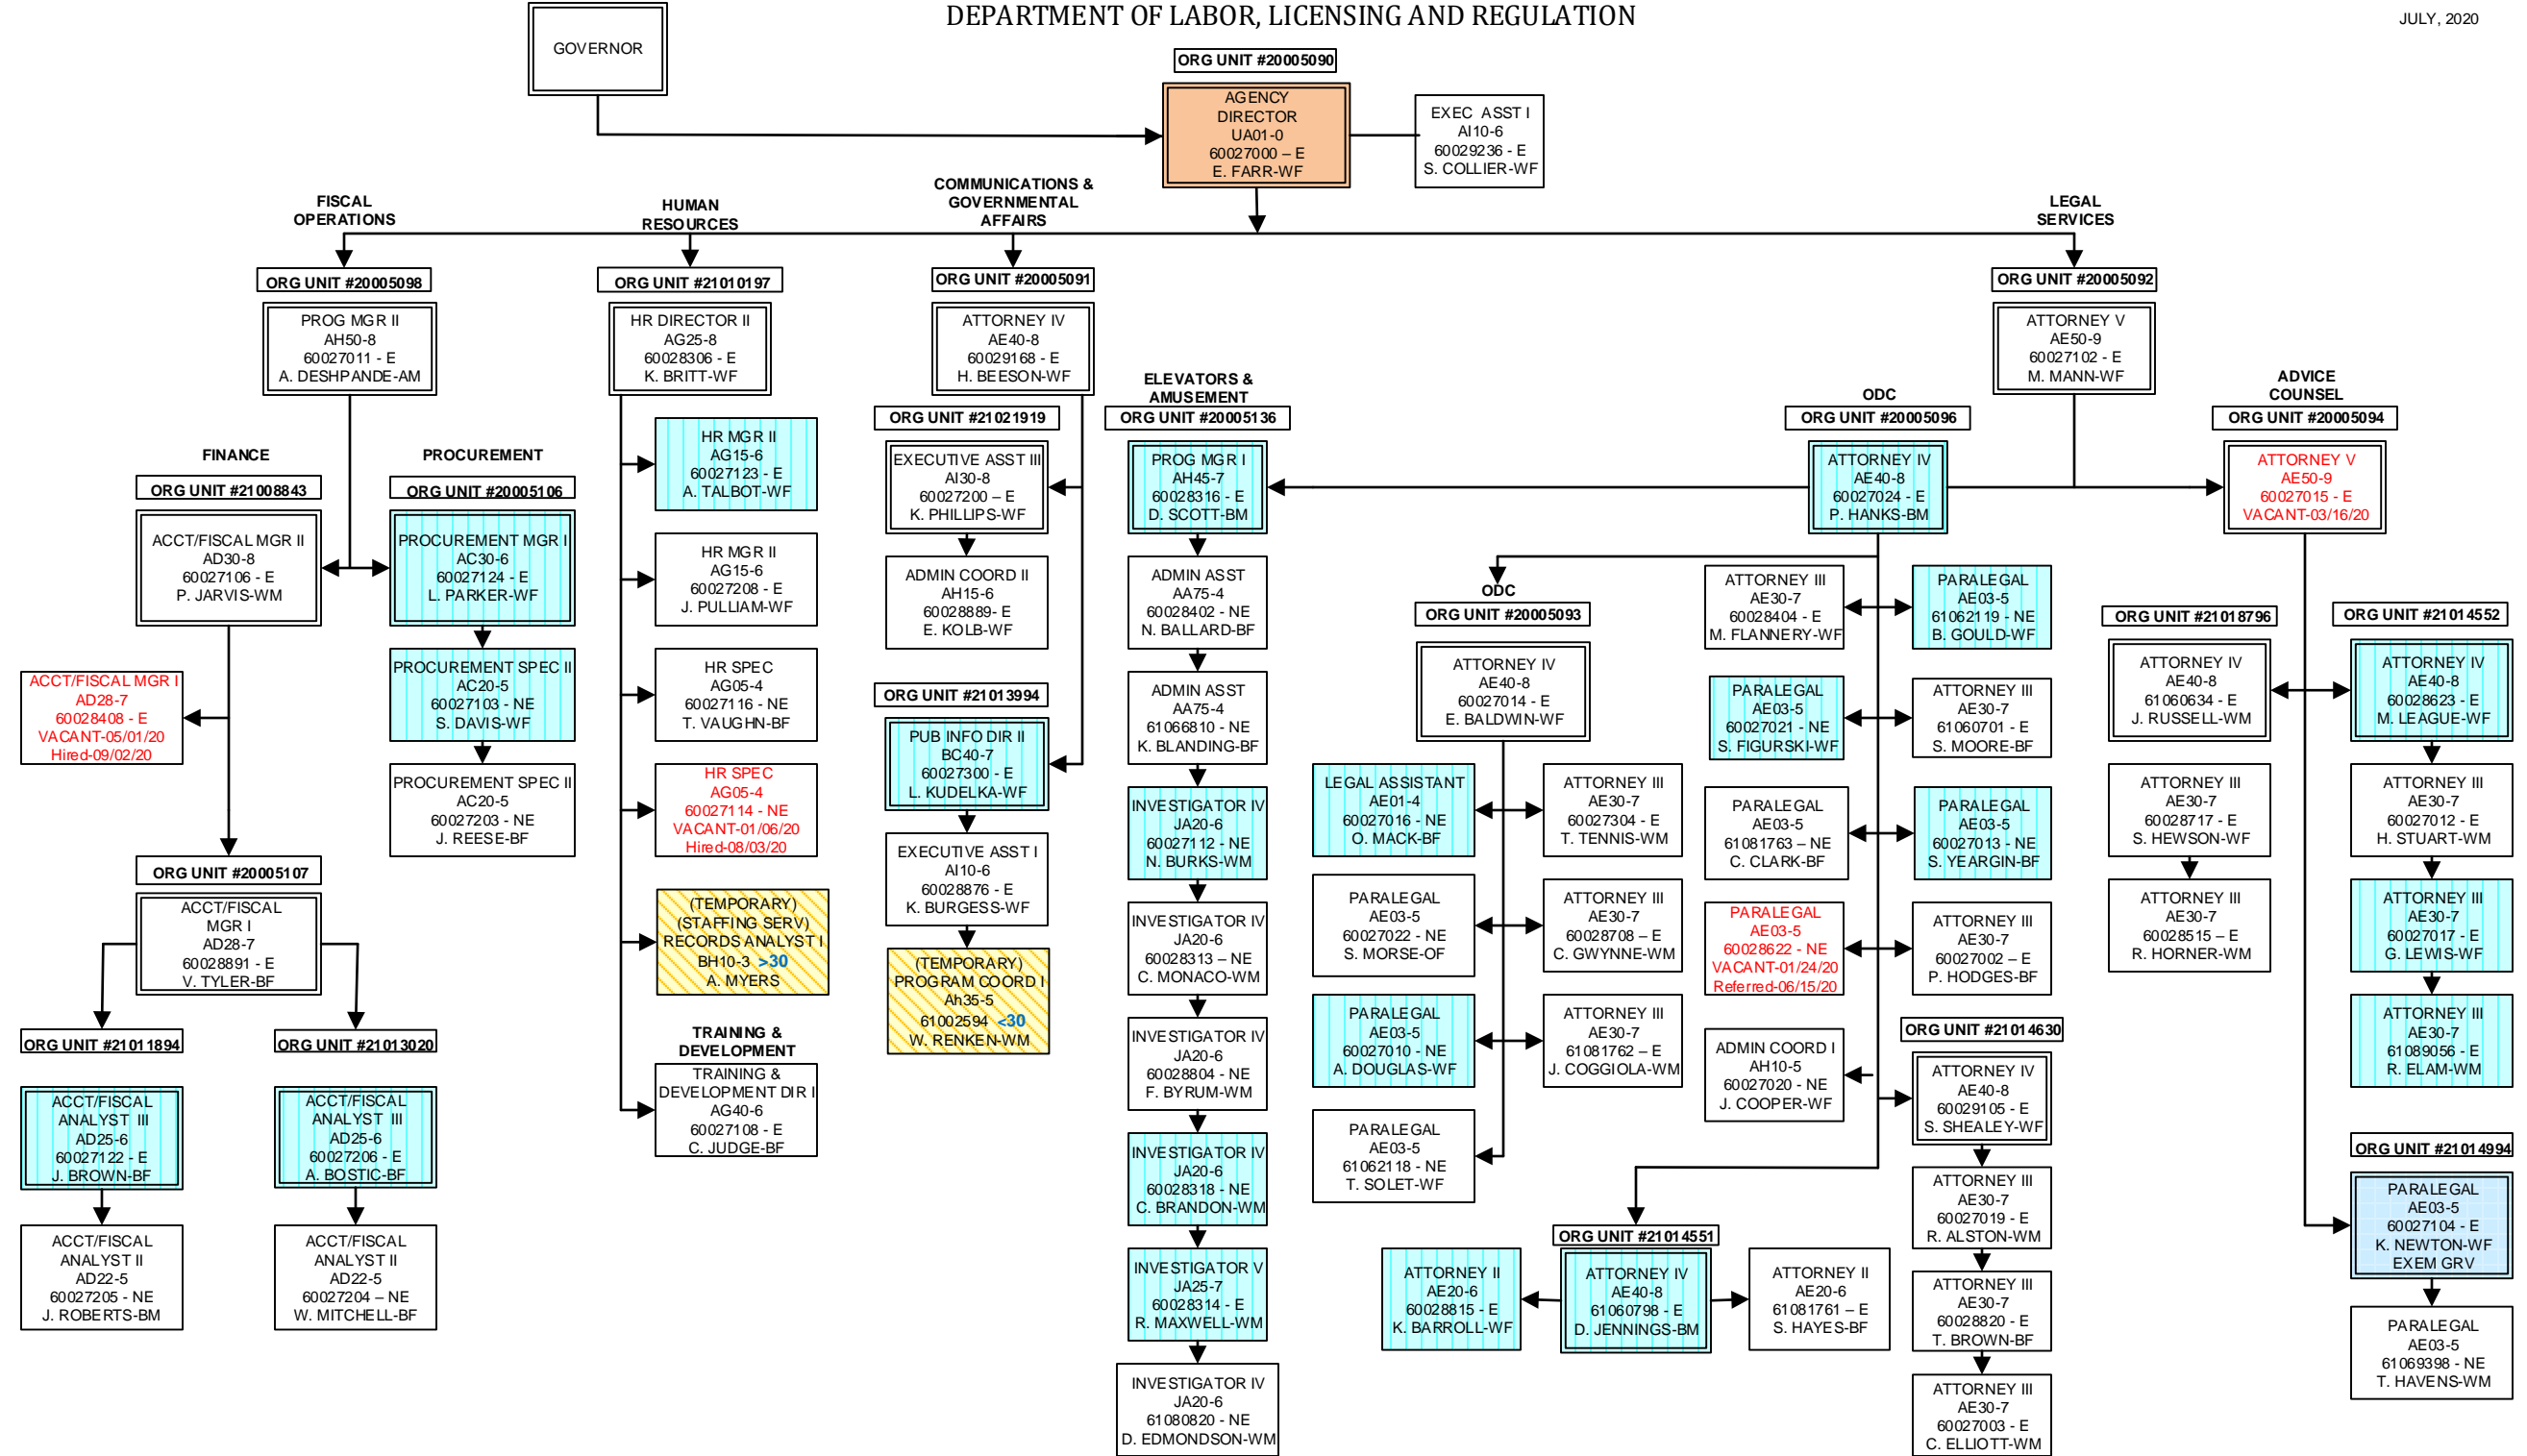 DEPARTMENT OF LABOR, LICENSING AND REGULATION
JULY, 2020
GOVERNOR
ORG UNIT #20005090
AGENCY
DIRECTOR
UA01-0
60027000 – E
E. FARR-WF
EXEC ASST I
AI10-6
60029236 - E
S. COLLIER-WF
FISCAL
OPERATIONS
HUMAN
RESOURCES
COMMUNICATIONS &
GOVERNMENTAL
AFFAIRS
LEGAL
SERVICES
ORG UNIT #20005098
PROG MGR II
AH50-8
60027011 - E
A. DESHPANDE-AM
ORG UNIT #21010197
HR DIRECTOR II
AG25-8
60028306 - E
K. BRITT-WF
ORG UNIT #20005091
ATTORNEY IV
AE40-8
60029168 - E
H. BEESON-WF
ORG UNIT #20005092
ATTORNEY V
AE50-9
60027102 - E
M. MANN-WF
FINANCE
ORG UNIT #21008843
ACCT/FISCAL MGR II
AD30-8
60027106 - E
P. JARVIS-WM
PROCUREMENT
ORG UNIT #20005106
PROCUREMENT MGR I
AC30-6
60027124 - E
L. PARKER-WF
PROCUREMENT SPEC II
AC20-5
60027103 - NE
S. DAVIS-WF
PROCUREMENT SPEC II
AC20-5
60027203 - NE
J. REESE-BF
ACCT/FISCAL MGR I
AD28-7
60028408 - E
VACANT-05/01/20
Hired-09/02/20
ORG UNIT #20005107
ACCT/FISCAL
MGR I
AD28-7
60028891 - E
V. TYLER-BF
ORG UNIT #21011894
ACCT/FISCAL
ANALYST III
AD25-6
60027122 - E
J. BROWN-BF
ACCT/FISCAL
ANALYST II
AD22-5
60027205 - NE
J. ROBERTS-BM
ORG UNIT #21013020
ACCT/FISCAL
ANALYST III
AD25-6
60027206 - E
A. BOSTIC-BF
ACCT/FISCAL
ANALYST II
AD22-5
60027204 – NE
W. MITCHELL-BF
HR MGR II
AG15-6
60027123 - E
A. TALBOT-WF
HR MGR II
AG15-6
60027208 - E
J. PULLIAM-WF
HR SPEC
AG05-4
60027116 - NE
T. VAUGHN-BF
HR SPEC
AG05-4
60027114 - NE
VACANT-01/06/20
Hired-08/03/20
(TEMPORARY)
(STAFFING SERV)
RECORDS ANALYST I
BH10-3 >30
A. MYERS
TRAINING &
DEVELOPMENT
TRAINING &
DEVELOPMENT DIR I
AG40-6
60027108 - E
C. JUDGE-BF
ORG UNIT #21021919
EXECUTIVE ASST III
AI30-8
60027200 – E
K. PHILLIPS-WF
ADMIN COORD II
AH15-6
60028889- E
E. KOLB-WF
ORG UNIT #21013994
PUB INFO DIR II
BC40-7
60027300 - E
L. KUDELKA-WF
EXECUTIVE ASST I
AI10-6
60028876 - E
K. BURGESS-WF
(TEMPORARY)
PROGRAM COORD I
Ah35-5
61002594 <30
W. RENKEN-WM
ELEVATORS &
AMUSEMENT
ORG UNIT #20005136
PROG MGR I
AH45-7
60028316 - E
D. SCOTT-BM
ADMIN ASST
AA75-4
60028402 - NE
N. BALLARD-BF
ADMIN ASST
AA75-4
61066810 - NE
K. BLANDING-BF
INVESTIGATOR IV
JA20-6
60027112 - NE
N. BURKS-WM
INVESTIGATOR IV
JA20-6
60028313 – NE
C. MONACO-WM
INVESTIGATOR IV
JA20-6
60028804 - NE
F. BYRUM-WM
INVESTIGATOR IV
JA20-6
60028318 - NE
C. BRANDON-WM
INVESTIGATOR V
JA25-7
60028314 - E
R. MAXWELL-WM
INVESTIGATOR IV
JA20-6
61080820 - NE
D. EDMONDSON-WM
ODC
ORG UNIT #20005096
ATTORNEY IV
AE40-8
60027024 - E
P. HANKS-BM
ODC
ORG UNIT #20005093
ATTORNEY IV
AE40-8
60027014 - E
E. BALDWIN-WF
LEGAL ASSISTANT
AE01-4
60027016 - NE
O. MACK-BF
ATTORNEY III
AE30-7
60027304 - E
T. TENNIS-WM
PARALEGAL
AE03-5
60027022 - NE
S. MORSE-OF
ATTORNEY III
AE30-7
60028708 – E
C. GWYNNE-WM
PARALEGAL
AE03-5
60027010 - NE
A. DOUGLAS-WF
ATTORNEY III
AE30-7
61081762 – E
J. COGGIOLA-WM
PARALEGAL
AE03-5
61062118 - NE
T. SOLET-WF
ATTORNEY III
AE30-7
60028404 - E
M. FLANNERY-WF
PARALEGAL
AE03-5
61062119 - NE
B. GOULD-WF
PARALEGAL
AE03-5
60027021 - NE
S. FIGURSKI-WF
ATTORNEY III
AE30-7
61060701 - E
S. MOORE-BF
PARALEGAL
AE03-5
61081763 – NE
C. CLARK-BF
PARALEGAL
AE03-5
60027013 - NE
S. YEARGIN-BF
PARALEGAL
AE03-5
60028622 - NE
VACANT-01/24/20
Referred-06/15/20
ATTORNEY III
AE30-7
60027002 – E
P. HODGES-BF
ADMIN COORD I
AH10-5
60027020 - NE
J. COOPER-WF
ORG UNIT #21014630
ATTORNEY IV
AE40-8
60029105 - E
S. SHEALEY-WF
ATTORNEY III
AE30-7
60027019 - E
R. ALSTON-WM
ATTORNEY III
AE30-7
60028820 - E
T. BROWN-BF
ATTORNEY III
AE30-7
60027003 - E
C. ELLIOTT-WM
ORG UNIT #21014551
ATTORNEY II
AE20-6
60028815 - E
K. BARROLL-WF
ATTORNEY IV
AE40-8
61060798 - E
D. JENNINGS-BM
ATTORNEY II
AE20-6
61081761 – E
S. HAYES-BF
ADVICE
COUNSEL
ORG UNIT #20005094
ATTORNEY V
AE50-9
60027015 - E
VACANT-03/16/20
ORG UNIT #21018796
ATTORNEY IV
AE40-8
61060634 - E
J. RUSSELL-WM
ATTORNEY III
AE30-7
60028717 – E
S. HEWSON-WF
ATTORNEY III
AE30-7
60028515 – E
R. HORNER-WM
ORG UNIT #21014552
ATTORNEY IV
AE40-8
60028623 - E
M. LEAGUE-WF
ATTORNEY III
AE30-7
60027012 - E
H. STUART-WM
ATTORNEY III
AE30-7
60027017 - E
G. LEWIS-WF
ATTORNEY III
AE30-7
61089056 - E
R. ELAM-WM
ORG UNIT #21014994
PARALEGAL
AE03-5
60027104 - E
K. NEWTON-WF
EXEM GRV
PARALEGAL
AE03-5
61069398 - NE
T. HAVENS-WM